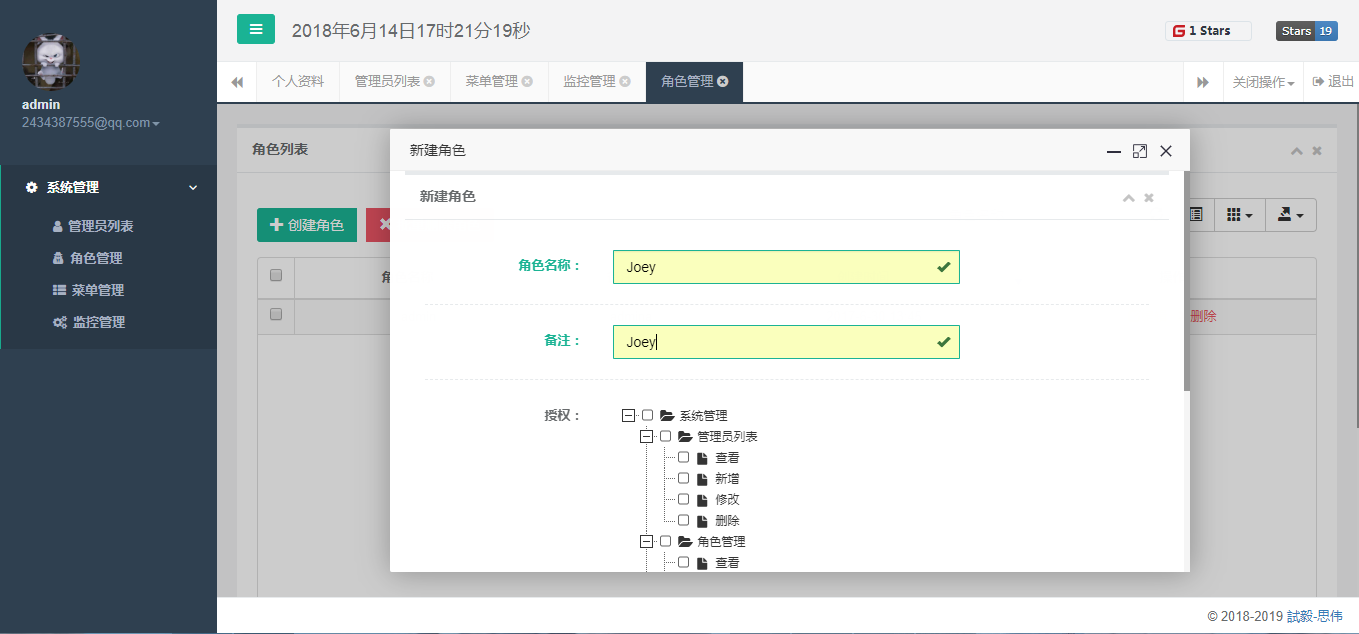 2018年6月14日17时21分19秒
1 Stars
Stars 19
admin
2434387555@qq.com
个人资料
管理员列表
菜单管理
监控管理
角色管理
关闭操作
退出
系统管理
管理员列表
角色管理
菜单管理
监控管理
角色列表
创建角色
删除
新建角色
新建角色
角色名称：
Joey
备注：
Joey
授权：
系统管理
管理员列表
查看
新增
修改
删除
角色管理
查看
© 2018-2019 試毅-思伟